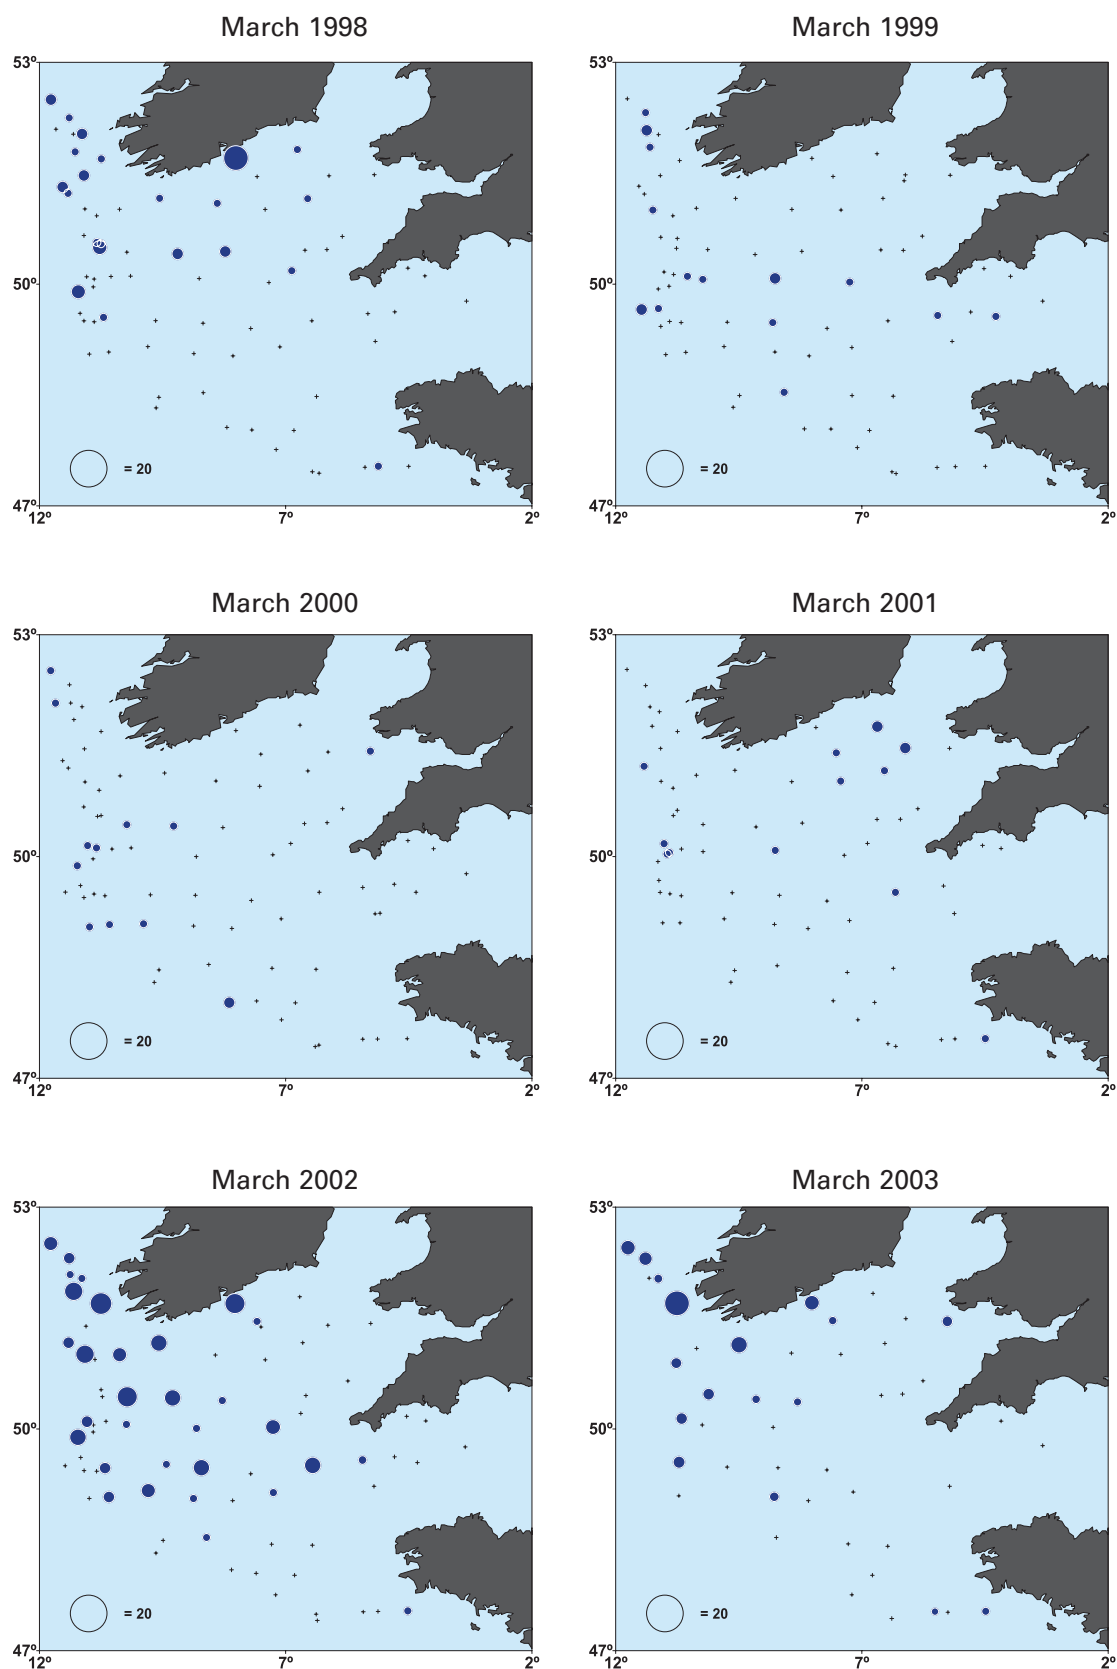 March 1998
March 1999
53º
50º
47º
= 20
12º
7º
2º
= 20
12º
7º
2º
March 2000
March 2001
53º
50º
47º
= 20
12º
7º
2º
= 20
12º
7º
2º
March 2002
March 2003
53º
50º
47º
= 20
12º
7º
2º
= 20
12º
7º
2º
53º
50º
47º
53º
50º
47º
53º
50º
47º